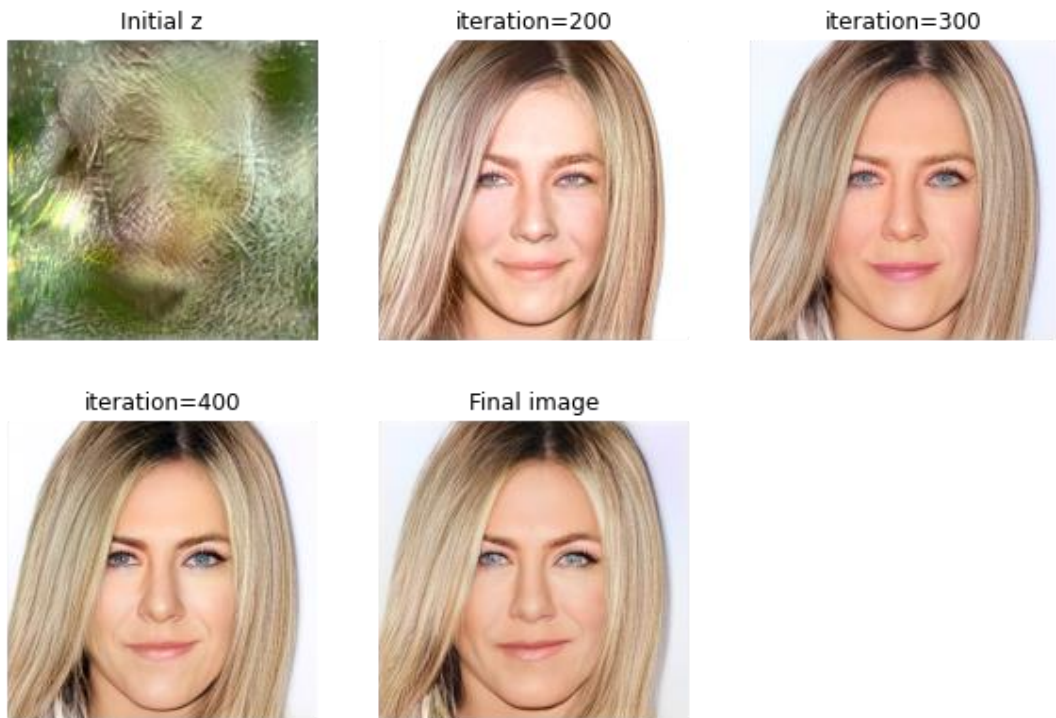 Initial z
iteration=200
iteration=300
iteration=400
Final image